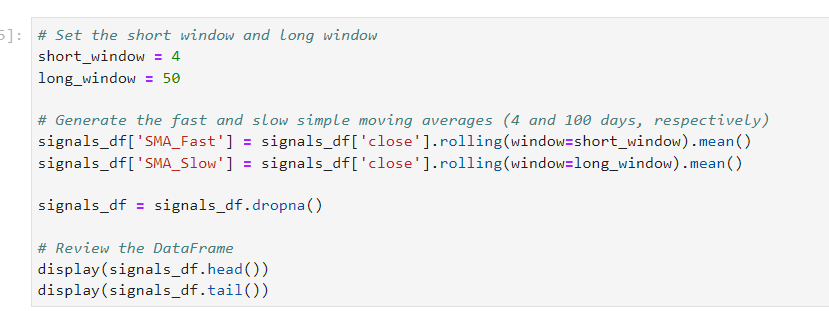 5]: # Set the short window and long window
short_window = 4
long_window = 50
# Generate the fast and slow simple moving averages (4 and 100 days, respectively)
signals_df['SMA_Fast'] = signals_df['close'].rolling(window=short_window).mean()
signals_df['SMA_Slow'] = signals_df['close'].rolling(window=long_window).mean()
signals_df = signals_df.dropna()
# Review the DataFrame
display(signals_df.head())
display(signals_df.tail())